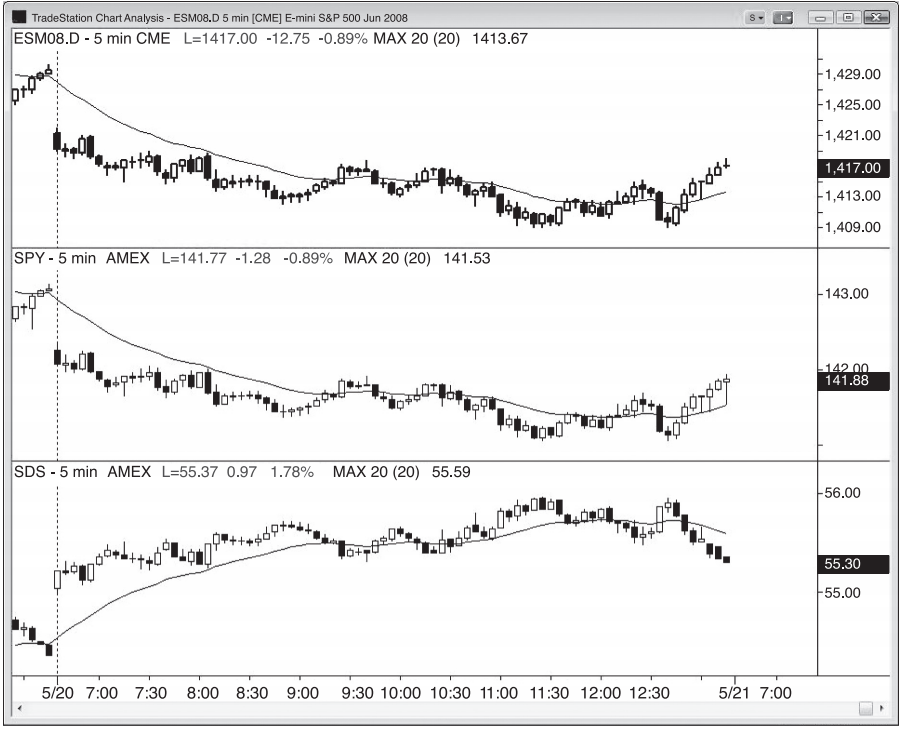 TradeStation Chart Analysis - ESM08.D 5 min [CME] E-mini S&P 500 Jun 2008
S
I
ESM08.D - 5 min CME L=1417.00 -12.75 -0.89% MAX 20 (20) 1413.67
1,429.00
1,425.00
1,421.00
1,417.00
1,413.00
1,409.00
SPY - 5 min AMEX L=141.77 -1.28 -0.89% MAX 20 (20) 141.53
143.00
142.00
141.88
SDS - 5 min AMEX L=55.37 0.97 1.78% MAX 20 (20) 55.59
56.00
55.30
55.00
5/20 7:00 7:30 8:00 8:30 9:00 9:30 10:00 10:30 11:00 11:30 12:00 12:30 5/21 7:00